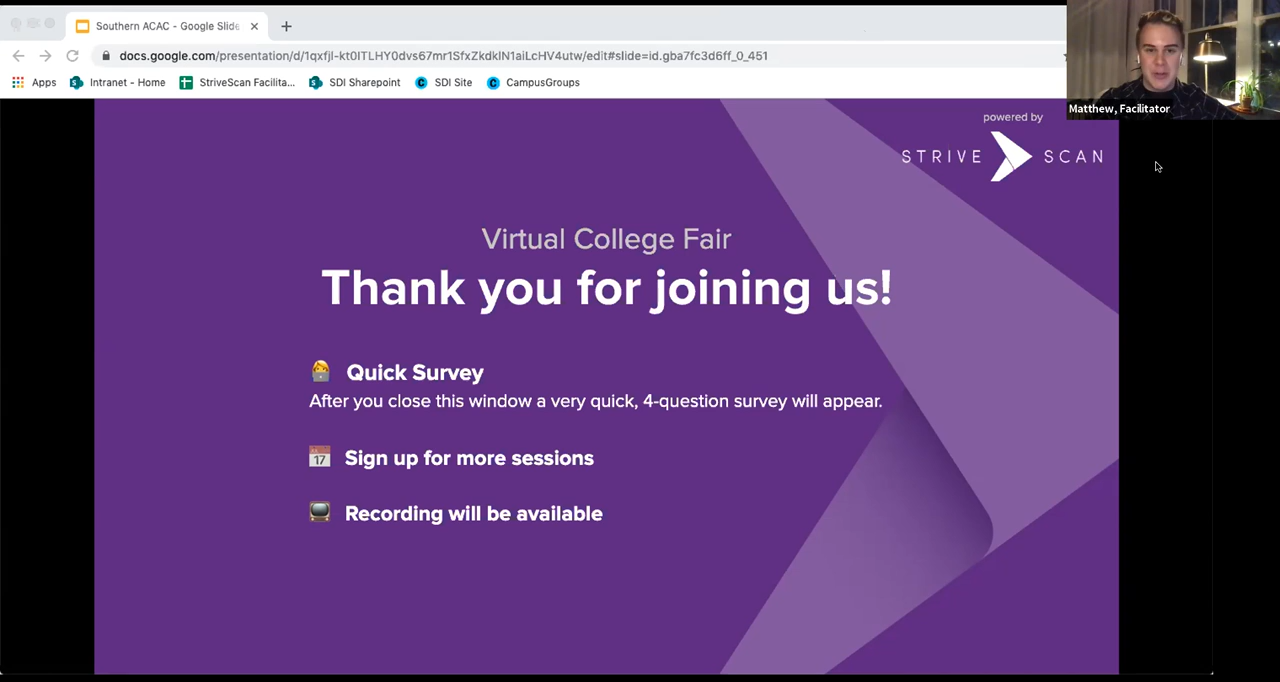 Southern ACAC - Google Slide
docs.google.com/presentation/d/1qxfjl-kt0ITLHY0dvs67mr1SfxZkdklN1aiLcHV4utw/edit#slide=id.gba7fc3d6ff_0_451
Apps
Intranet - Home
StriveScan Facilita...
SDI Sharepoint
SDI Site
CampusGroups
Matthew, Facilitator
powered by
STRIVE SCAN
Virtual College Fair
Thank you for joining us!
Quick Survey
After you close this window a very quick, 4-question survey will appear.
17
Sign up for more sessions
Recording will be available